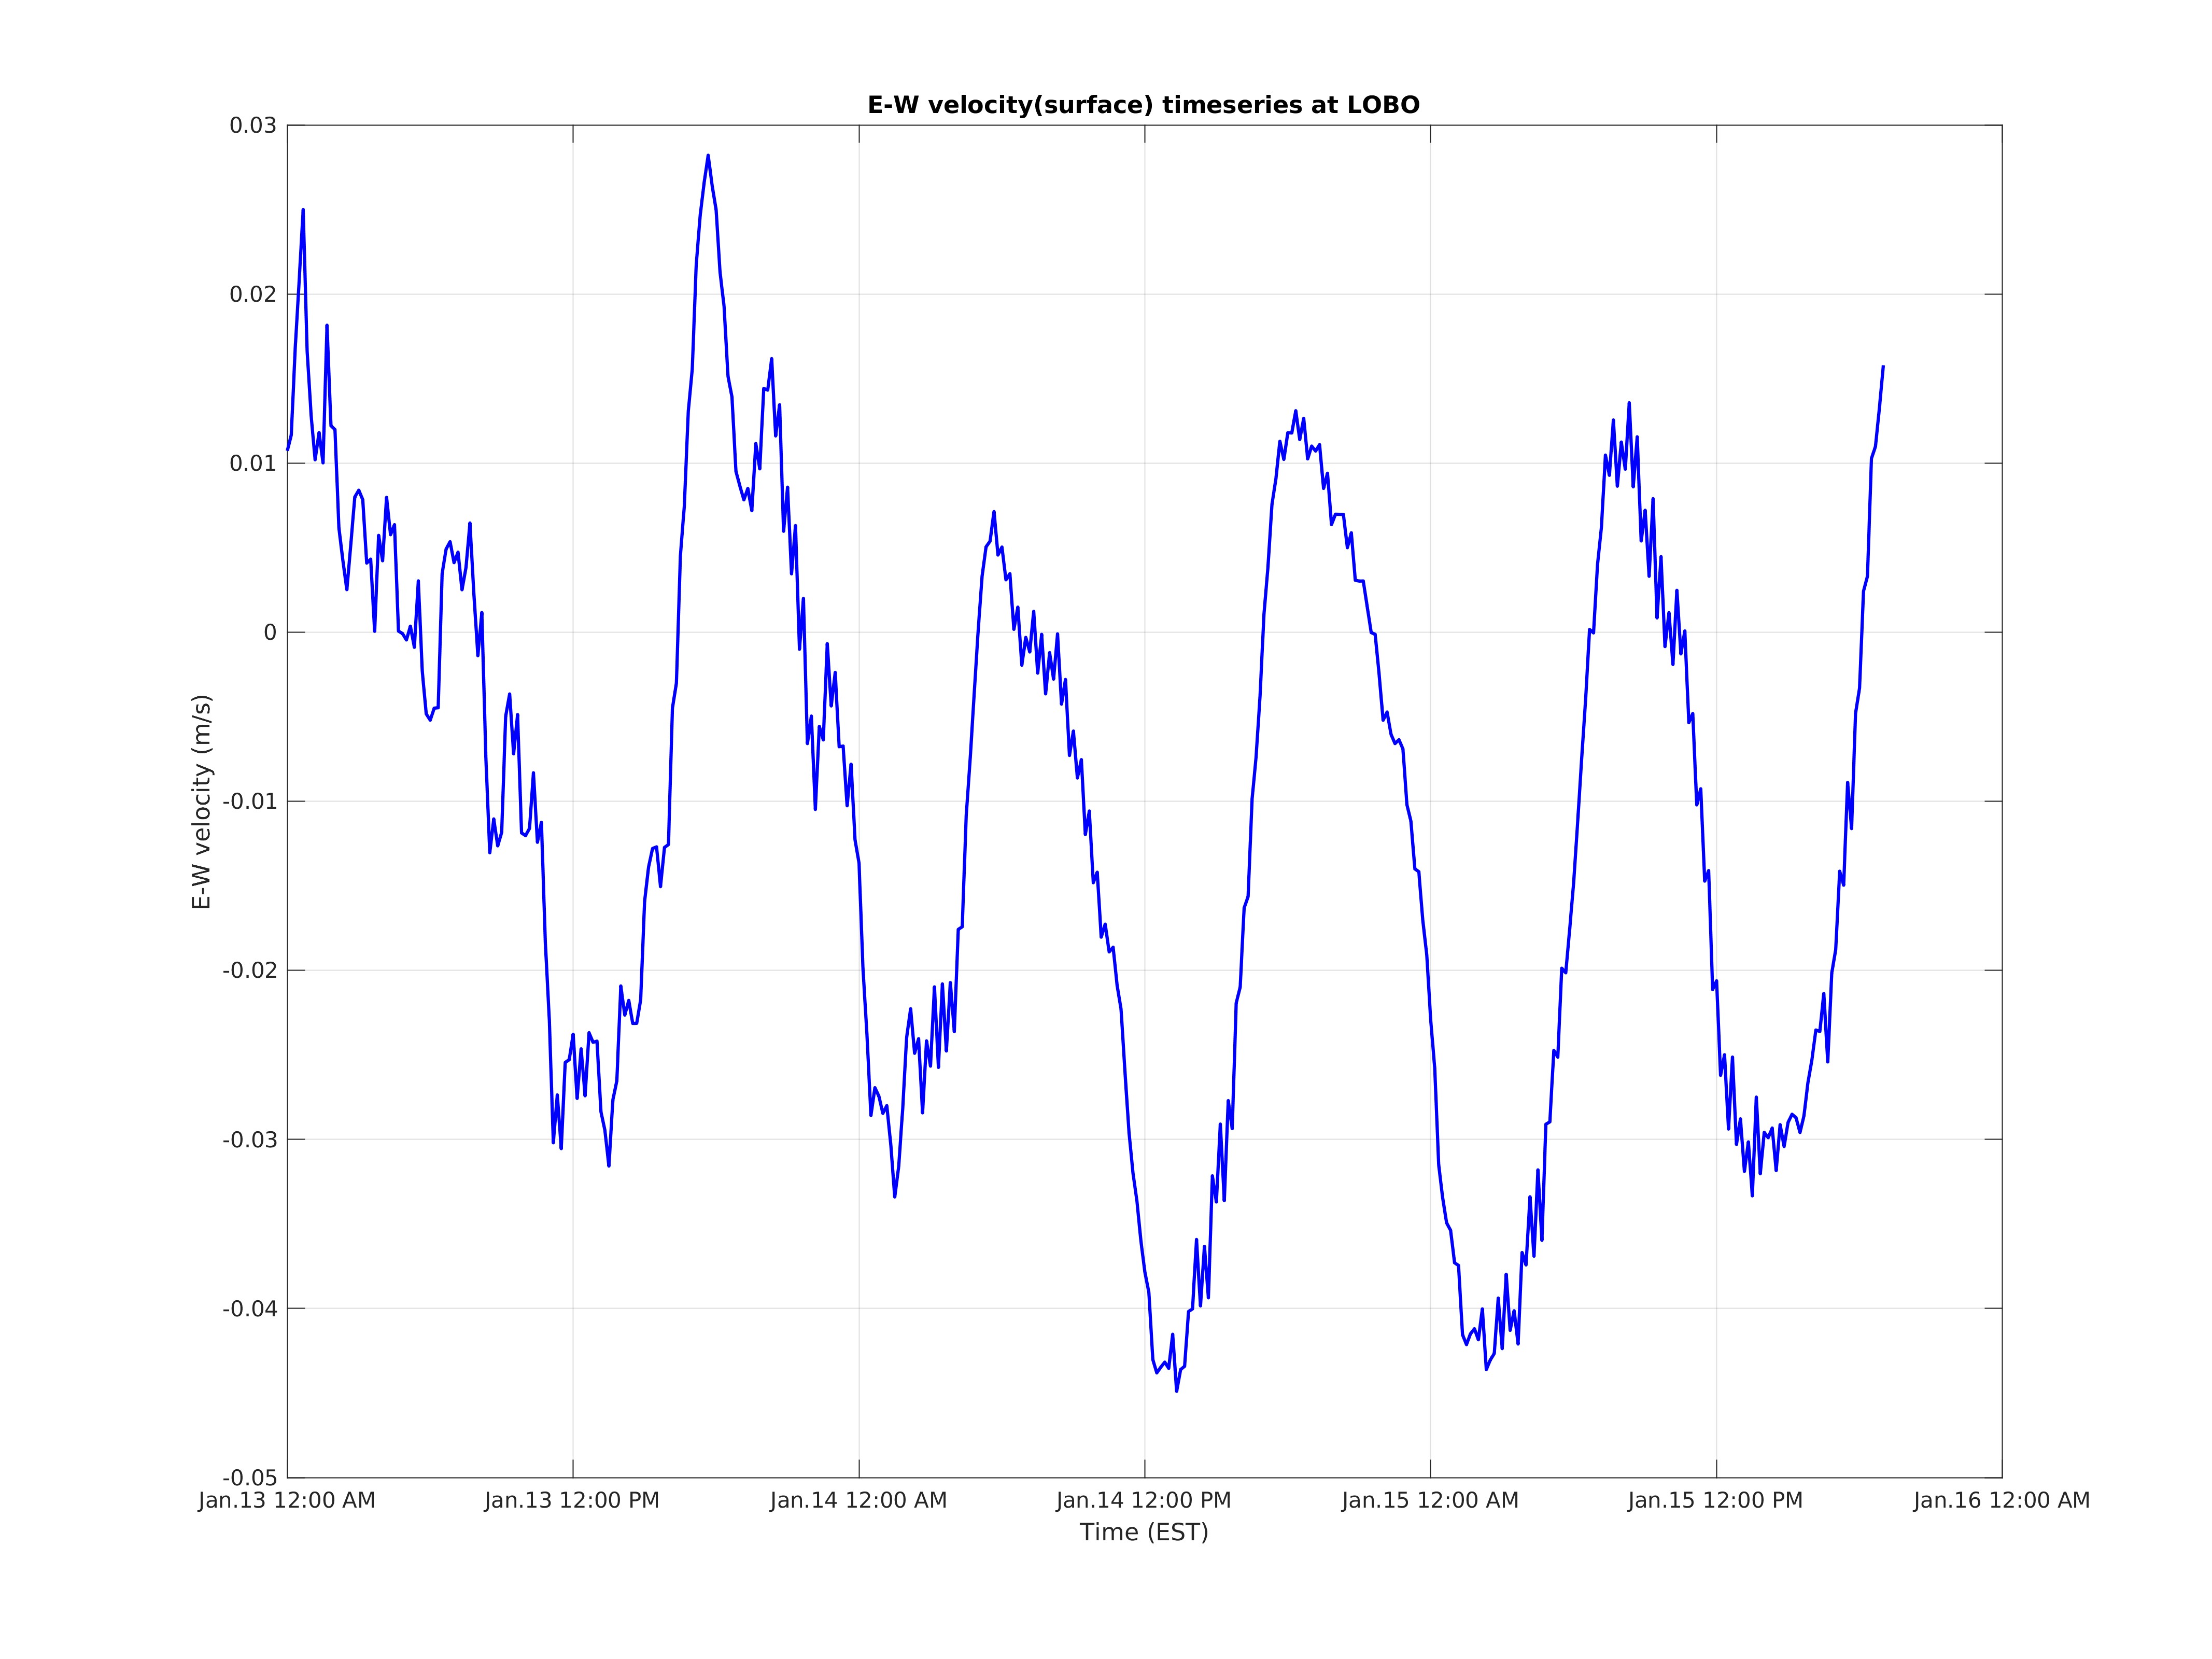 E-W velocity(surface) timeseries at LOBO
0.03
0.02
0.01
0
-0.01
-0.02
-0.03
-0.04
-0.05
E-W velocity (m/s)
Jan.13 12:00 AM
Jan.13 12:00 PM
Jan.14 12:00 AM
Jan.14 12:00 PM
Jan.15 12:00 AM
Jan.15 12:00 PM
Jan.16 12:00 AM
Time (EST)